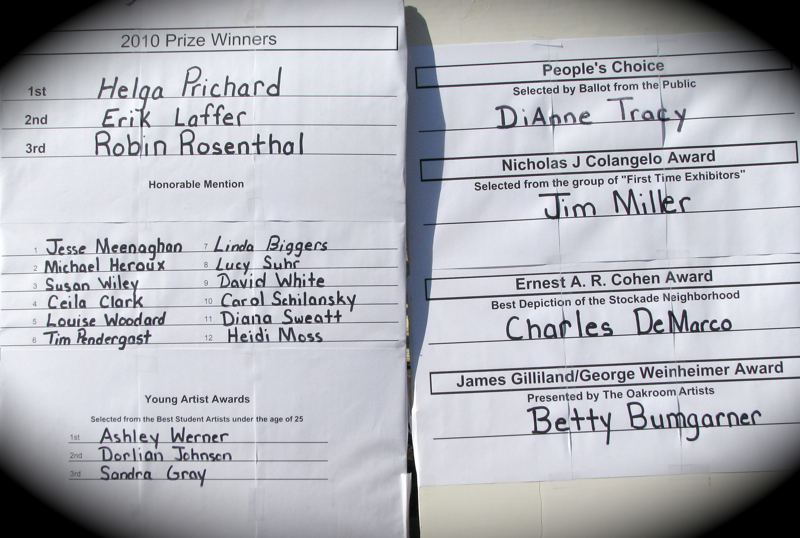 2010 Prize Winners
1st Helga Prichard
2nd Erik Laffer
3rd Robin Rosenthal
Honorable Mention
1 Jesse Meenaghan
2 Michael Heroux
3 Susan Wiley
4 Ceila Clark
5 Louise Woodard
6 Tim Pendergast
7 Linda Biggers
8 Lucy Suhr
9 David White
10 Carol Schilansky
11 Diana Sweatt
12 Heidi Moss
Young Artist Awards
Selected from the Best Student Artists under the age of 25
1st Ashley Werner
2nd Dorlian Johnson
3rd Sandra Gray
People's Choice
Selected by Ballot from the Public
DiAnne Tracy
Nicholas J Colangelo Award
Selected from the group of "First Time Exhibitors"
Jim Miller
Ernest A. R. Cohen Award
Best Depiction of the Stockade Neighborhood
Charles DeMarco
James Gilliland/George Weinheimer Award
Presented by The Oakroom Artists
Betty Bumgarner